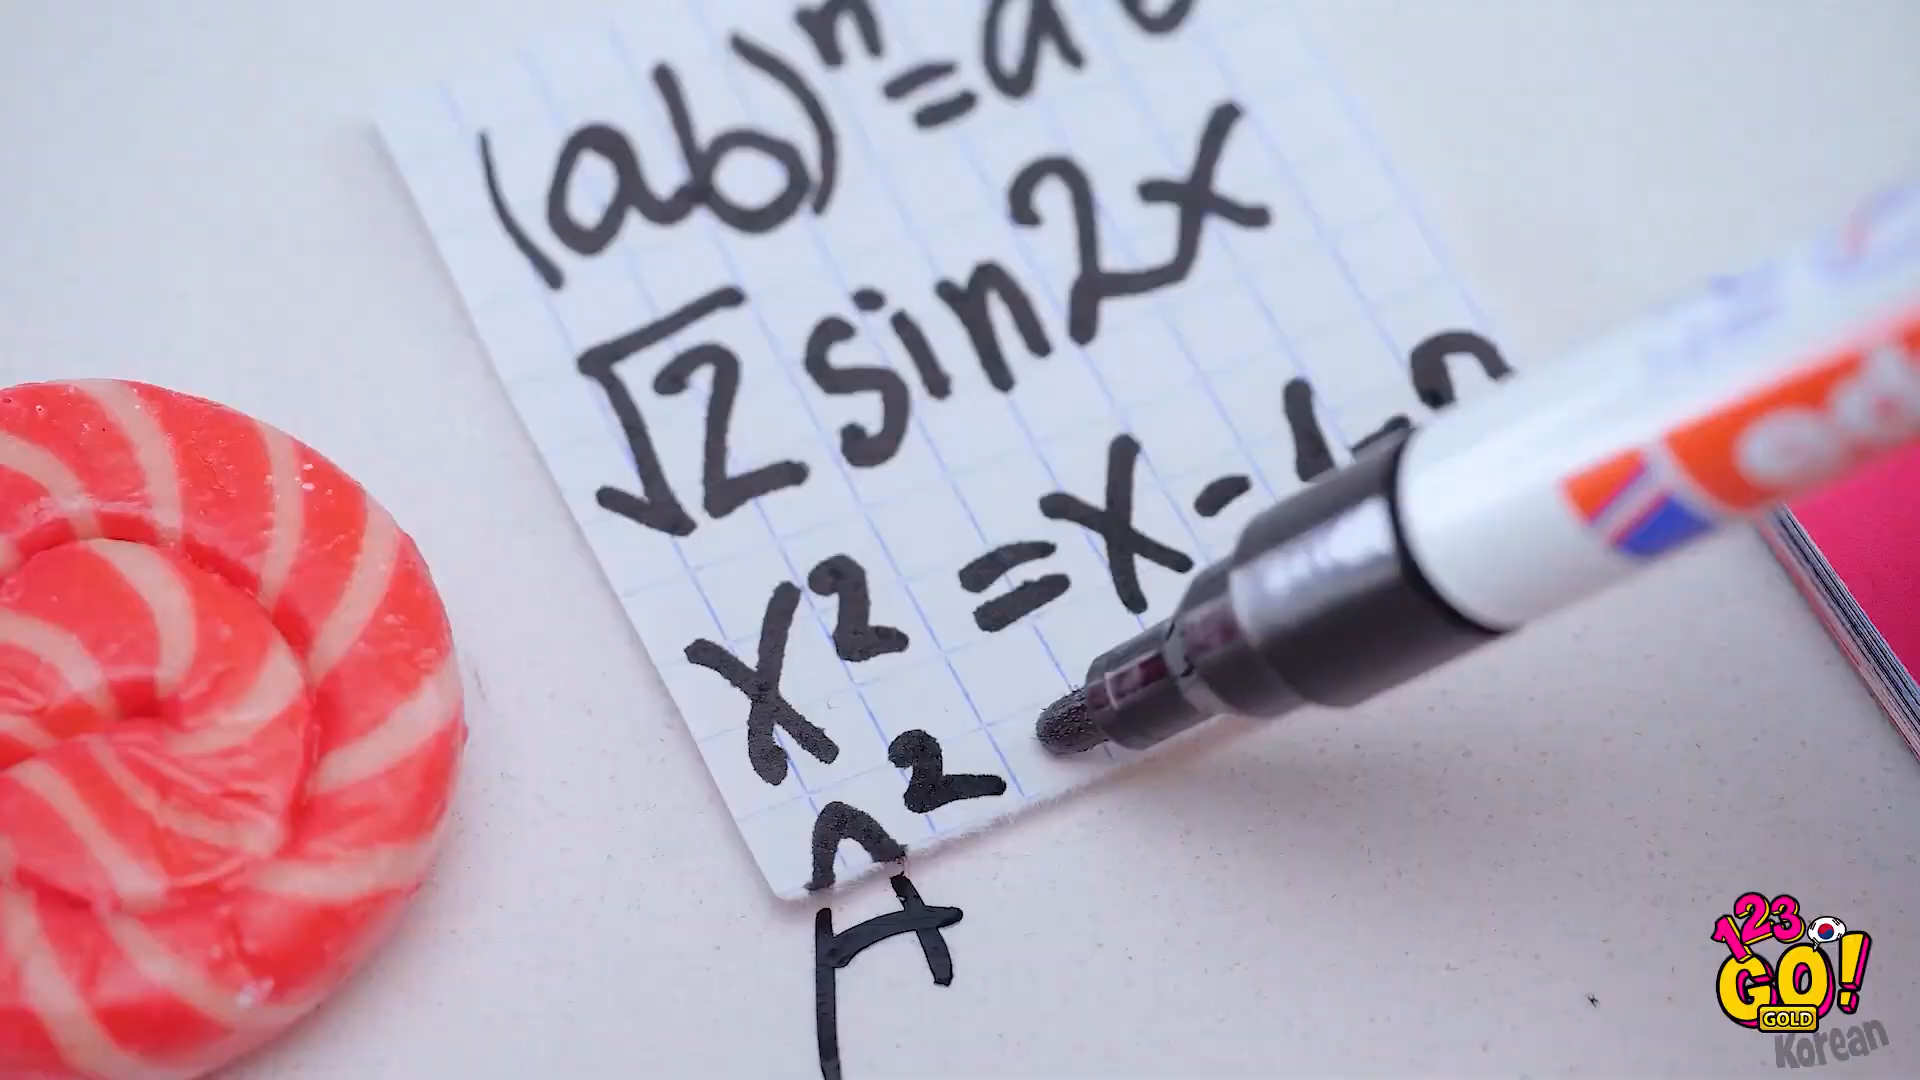 (ab)ⁿ=a
√2 sin2x
x²=x-
A²
123
GO!
GOLD
Korean